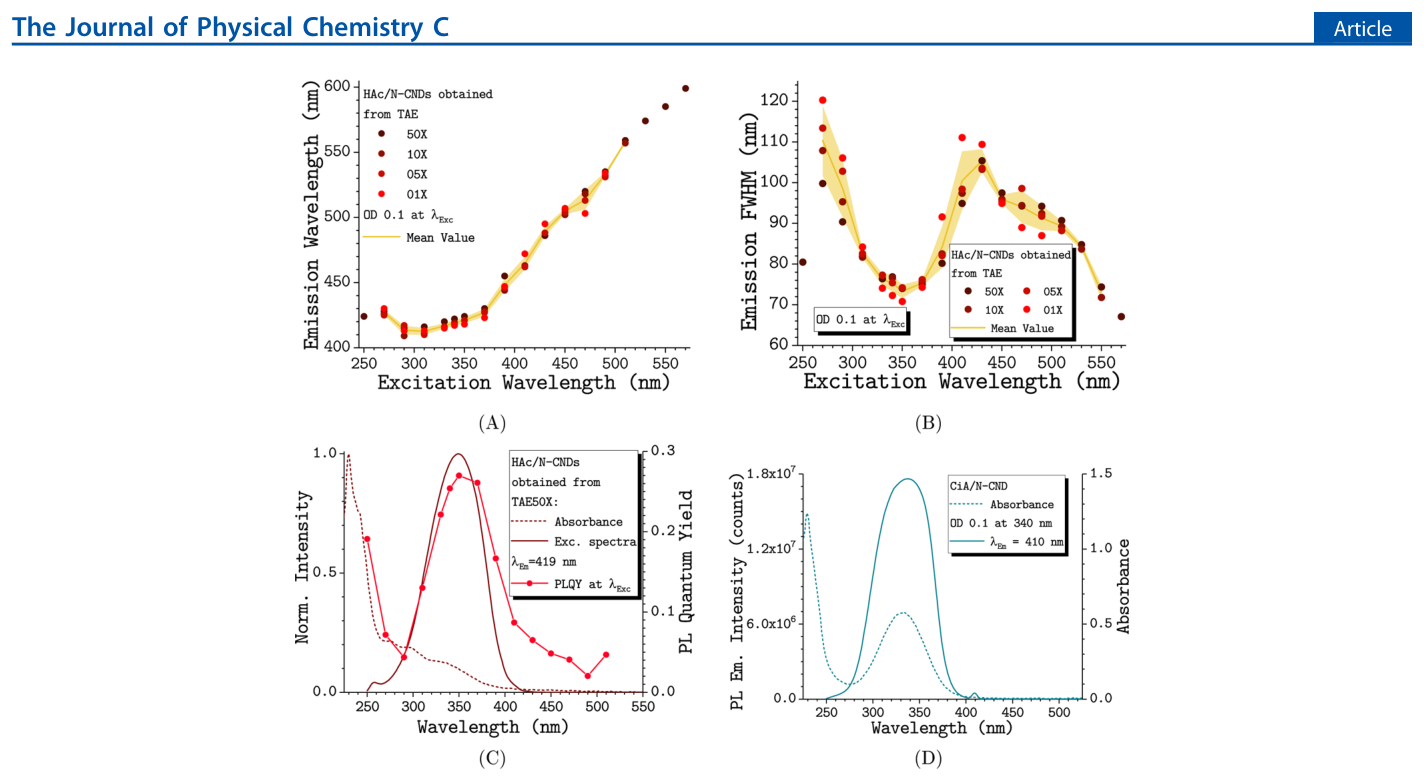 The Journal of Physical Chemistry C
Article
Emission Wavelength (nm)
600
550
500
450
400
HAc/N-CNDs obtained
from TAE
50X
10X
05X
01X
OD 0.1 at λExc
Mean Value
250 300 350 400 450 500 550
Excitation Wavelength (nm)
(A)
Emission FWHM (nm)
120
110
100
90
80
70
60
OD 0.1 at λExc
HAc/N-CNDs obtained
from TAE
50X 05X
10X 01X
Mean Value
250 300 350 400 450 500 550
Excitation Wavelength (nm)
(B)
Norm. Intensity
1.0
0.5
0.0
HAc/N-CNDs
obtained from
TAE50X:
Absorbance
Exc. spectra
λEm=419 nm
PLQY at λExc
0.3
0.2
0.1
0.0
PL Quantum Yield
250 300 350 400 450 500 550
Wavelength (nm)
(C)
PL Em. Intensity (counts)
1.8x10⁷
1.2x10⁷
6.0x10⁶
0.0
CiA/N-CND
Absorbance
OD 0.1 at 340 nm
λEm = 410 nm
1.5
1.0
0.5
0.0
Absorbance
250 300 350 400 450 500
Wavelength (nm)
(D)